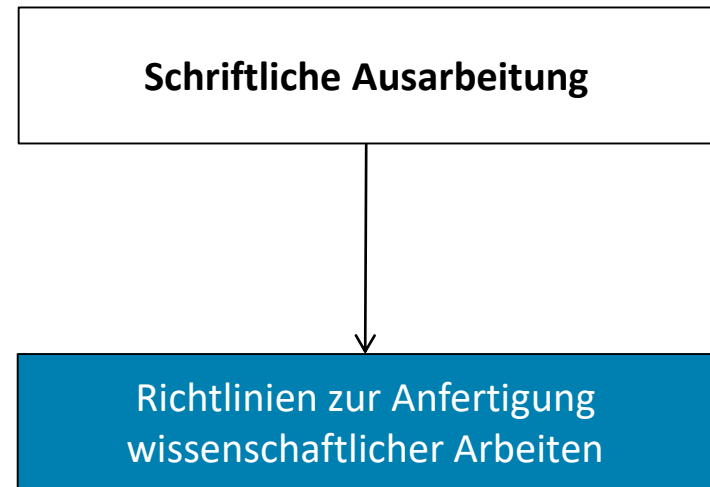 Schriftliche Ausarbeitung
Richtlinien zur Anfertigung
wissenschaftlicher Arbeiten